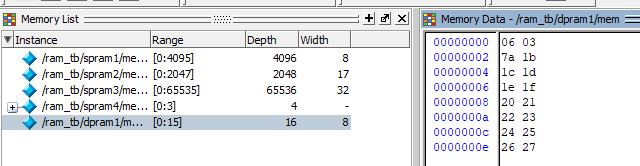 Memory List
Instance Range Depth Width
/ram_tb/spram1/me... [0:4095] 4096 8
/ram_tb/spram2/me... [0:2047] 2048 17
/ram_tb/spram3/me... [0:65535] 65536 32
/ram_tb/spram4/me... [0:3] 4 -
/ram_tb/dpram1/m... [0:15] 16 8
Memory Data - /ram_tb/dpram1/mem
00000000 06 03
00000002 7a 1b
00000004 1c 1d
00000006 1e 1f
00000008 20 21
0000000a 22 23
0000000c 24 25
0000000e 26 27